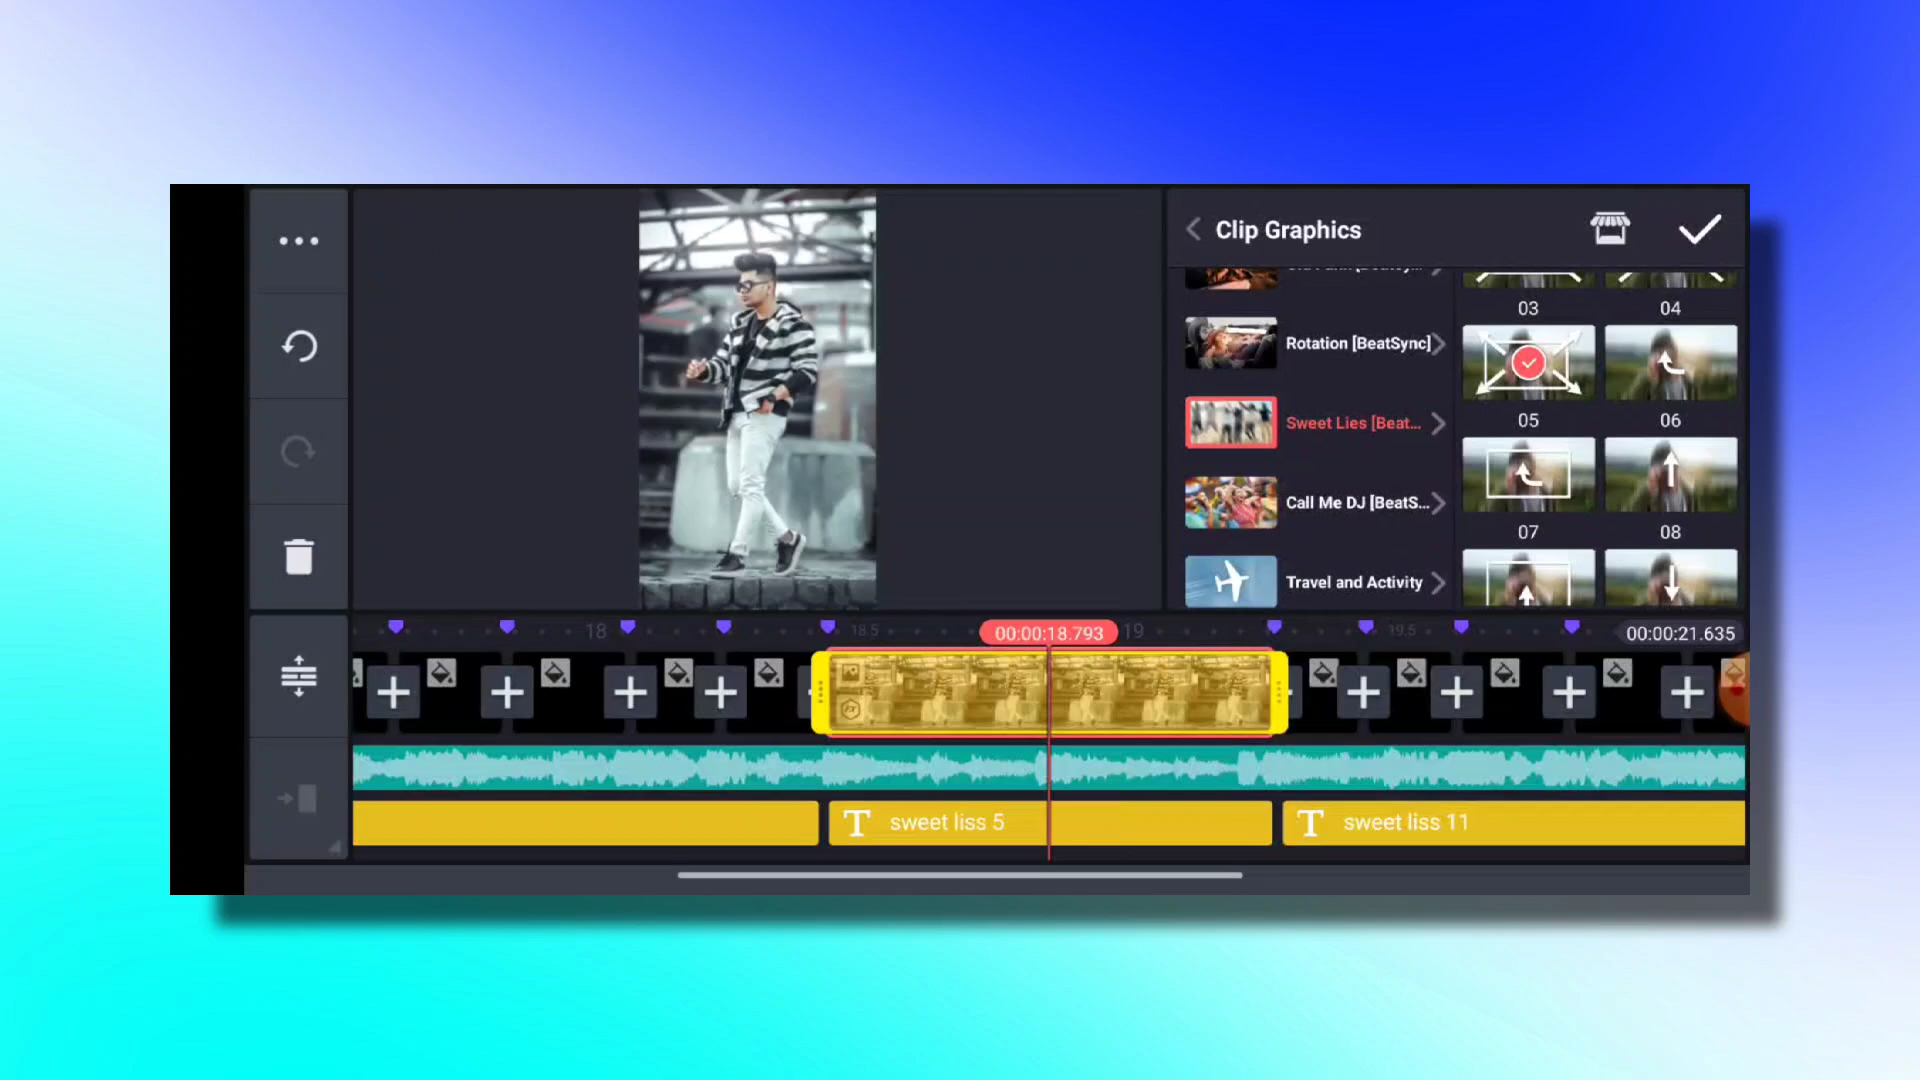 Clip Graphics
03
04
Rotation [BeatSync]
05
06
Sweet Lies [Beat...
07
08
Call Me DJ [BeatS...
Travel and Activity
18
18.5
00:00:18.793
19
19.5
00:00:21.635
T sweet liss 5
T sweet liss 11